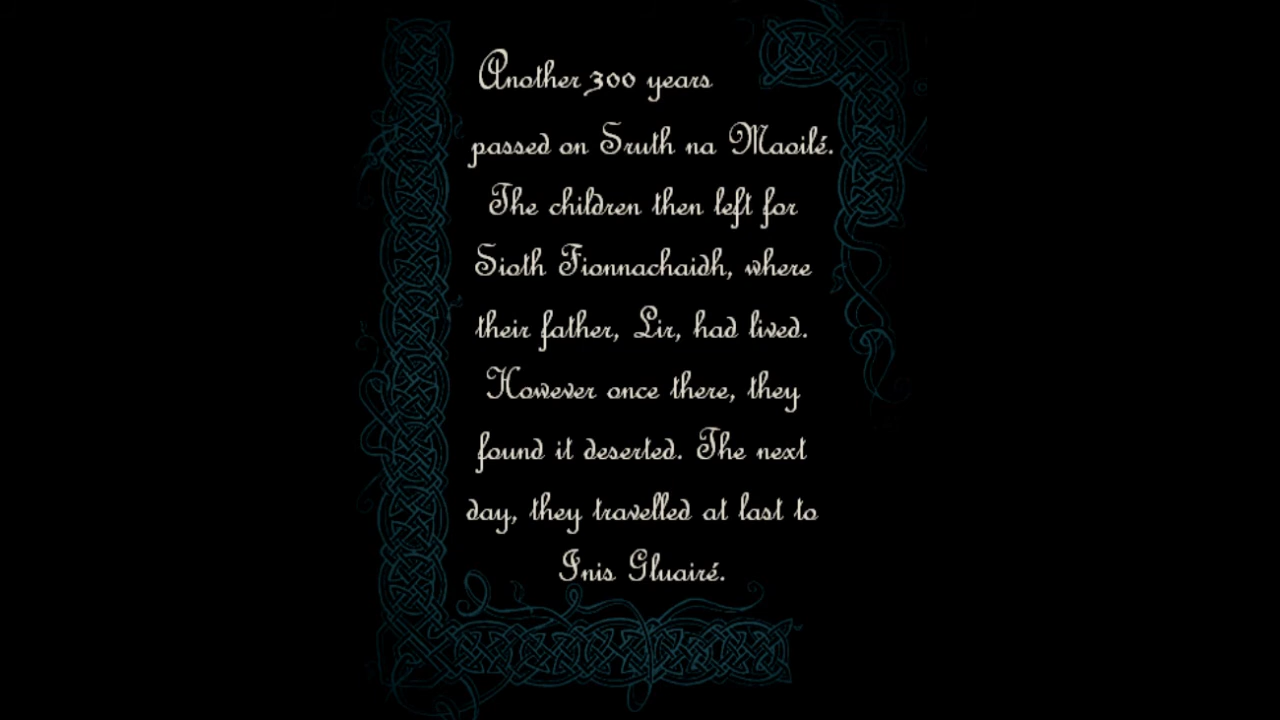 Another 300 years
passed on Sruth na Maoilé.
The children then left for
Sioth Fionnachaidh, where
their father, Lir, had lived.
However once there, they
found it deserted. The next
day, they travelled at last to
Inis Gluairé.